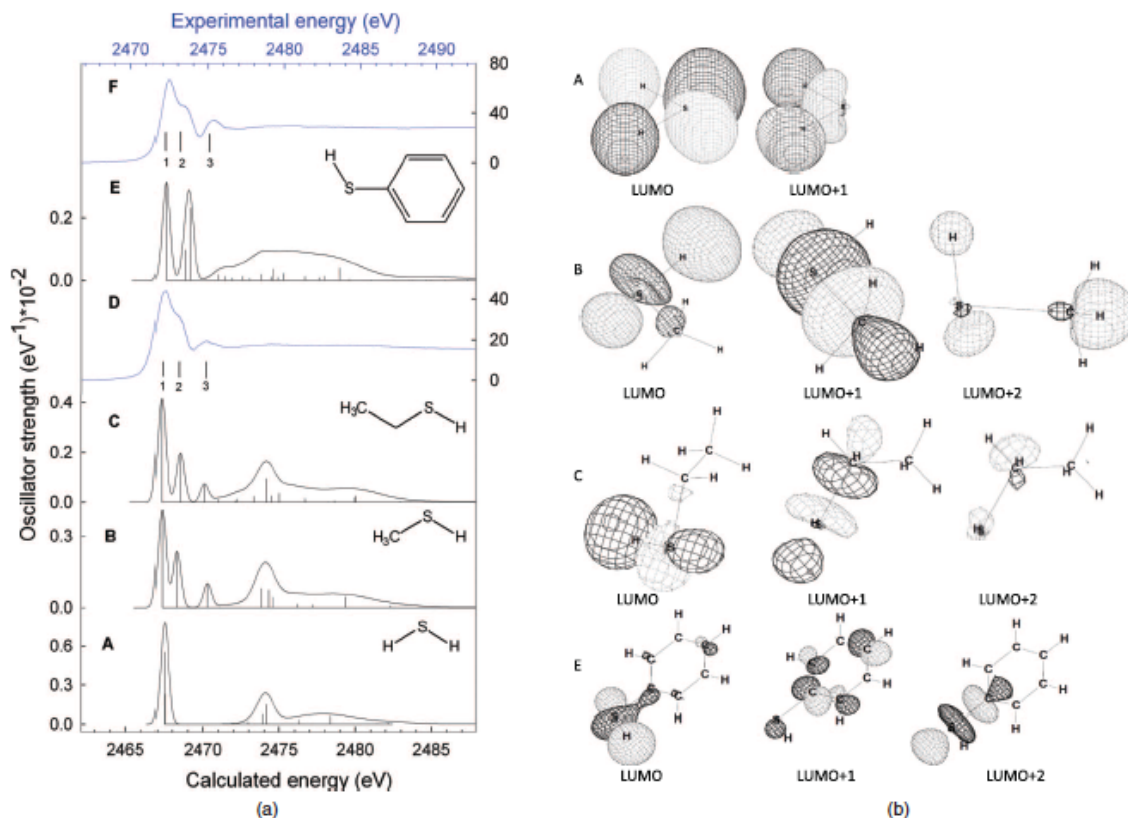 Experimental energy (eV)
2470 2475 2480 2485 2490
80
F
60
40
20
0
1 2 3
H
S
E
0.2
0.0
D
40
20
0
1 2 3
0.4
C
H₃C S H
0.2
0.0
B
0.3
H₃C S H
0.0
A
0.6
H S H
0.3
0.0
Oscillator strength (eV⁻¹)*10⁻²
2465 2470 2475 2480 2485
Calculated energy (eV)
(a)
A
H S H
LUMO LUMO+1
B
LUMO LUMO+1 LUMO+2
C
LUMO LUMO+1 LUMO+2
E
LUMO LUMO+1 LUMO+2
(b)